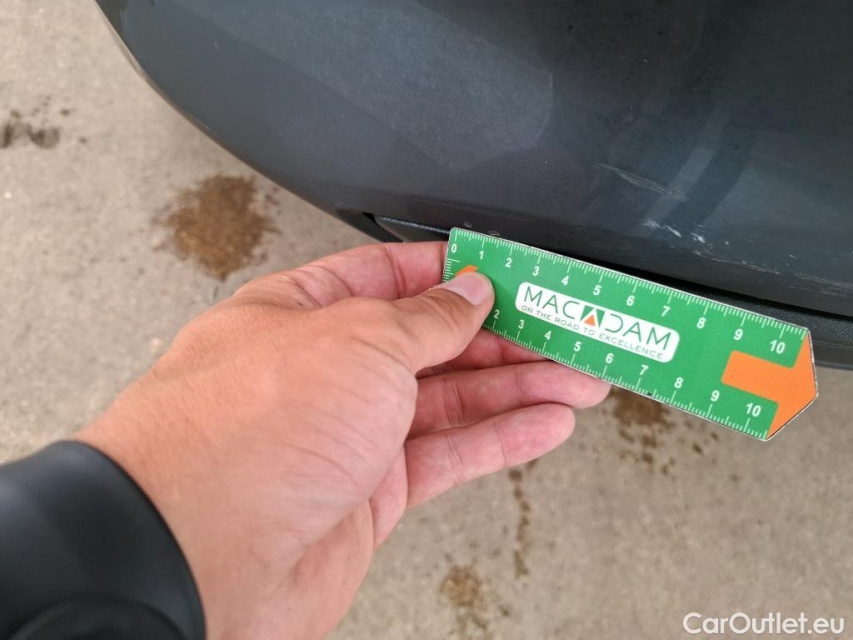 0 1 2 3 4 5 6 7 8 9 10
MACADAM
ON THE ROAD TO EXCELLENCE
2 3 4 5 6 7 8 9 10
CarOutlet.eu